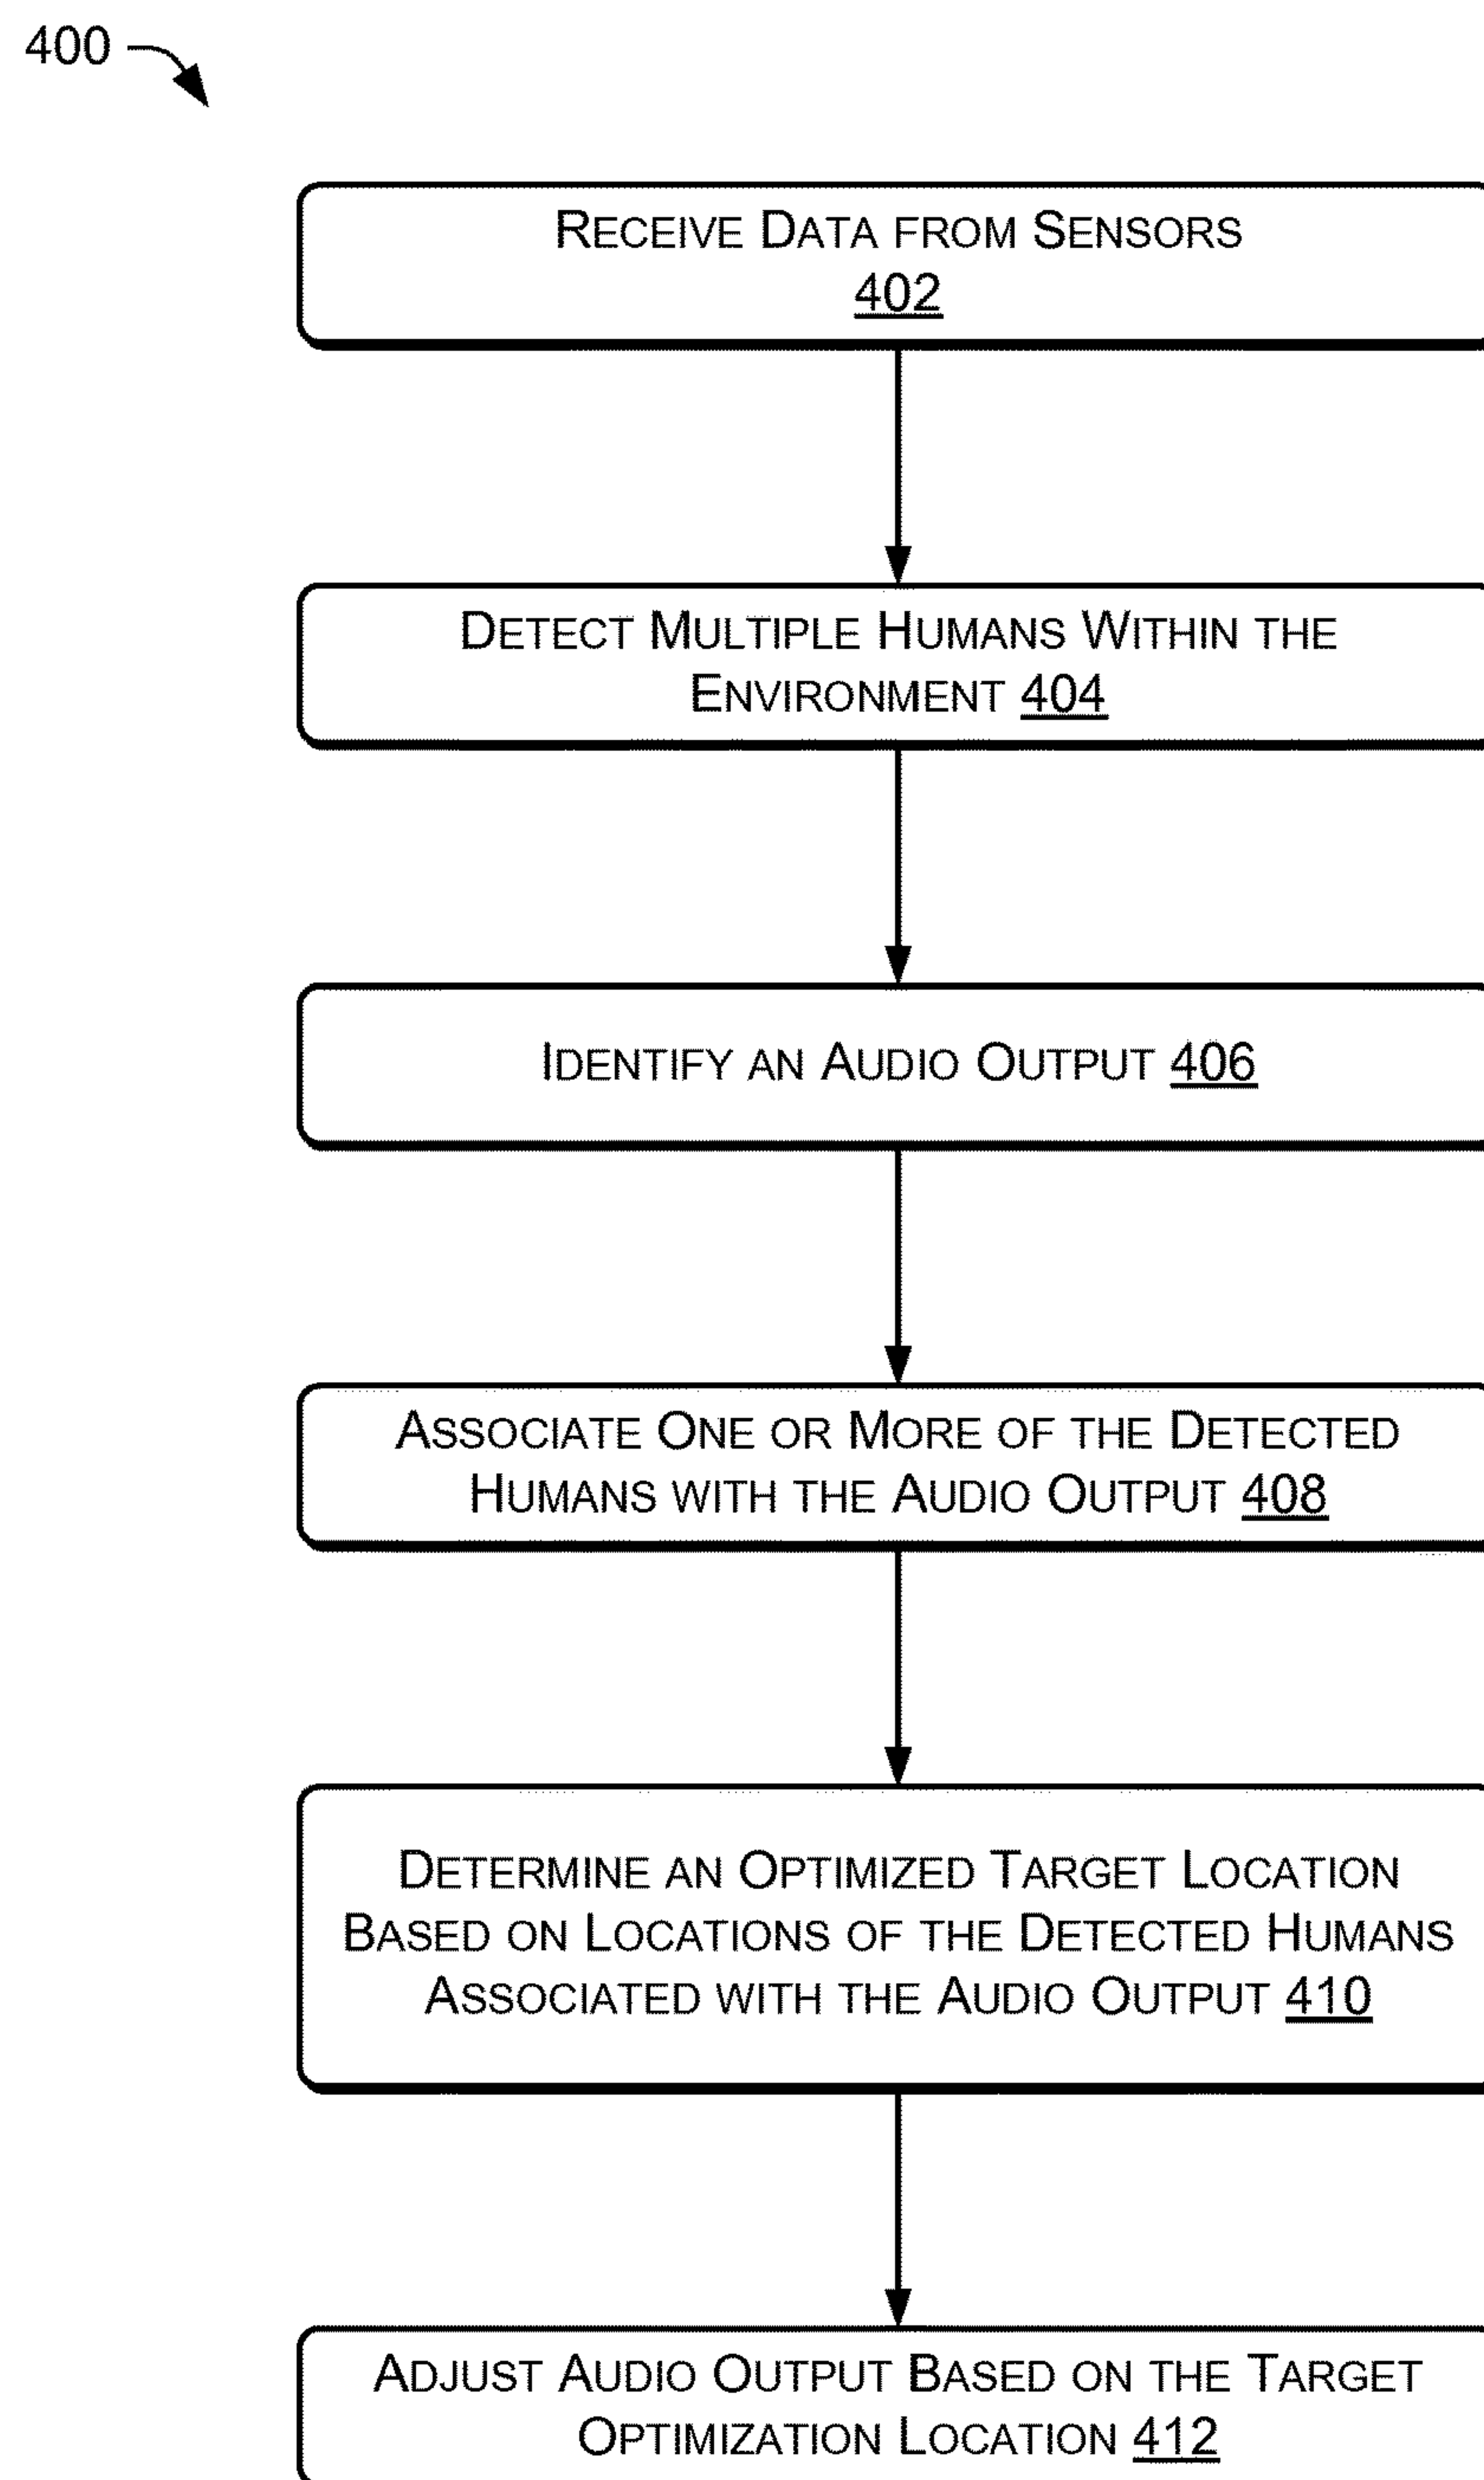 400
RECEIVE DATA FROM SENSORS
402
DETECT MULTIPLE HUMANS WITHIN THE
ENVIRONMENT 404
IDENTIFY AN AUDIO OUTPUT 406
ASSOCIATE ONE OR MORE OF THE DETECTED
HUMANS WITH THE AUDIO OUTPUT 408
DETERMINE AN OPTIMIZED TARGET LOCATION
BASED ON LOCATIONS OF THE DETECTED HUMANS
ASSOCIATED WITH THE AUDIO OUTPUT 410
ADJUST AUDIO OUTPUT BASED ON THE TARGET
OPTIMIZATION LOCATION 412